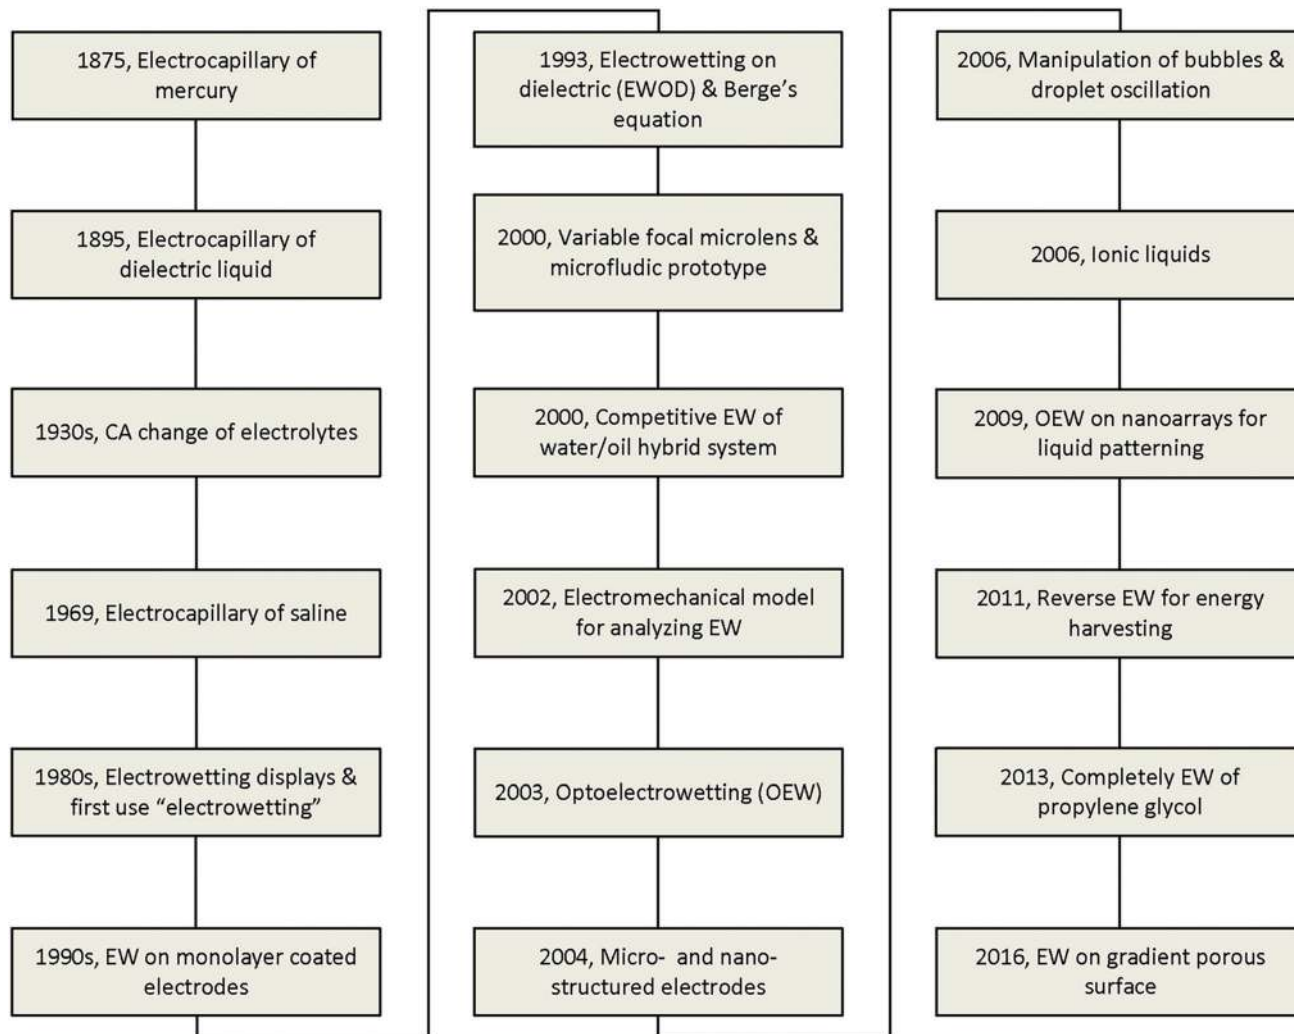 1875, Electrocapillary of
mercury
1895, Electrocapillary of
dielectric liquid
1930s, CA change of electrolytes
1969, Electrocapillary of saline
1980s, Electrowetting displays &
first use “electrowetting”
1990s, EW on monolayer coated
electrodes
1993, Electrowetting on
dielectric (EWOD) & Berge’s
equation
2000, Variable focal microlens &
microfludic prototype
2000, Competitive EW of
water/oil hybrid system
2002, Electromechanical model
for analyzing EW
2003, Optoelectrowetting (OEW)
2004, Micro- and nano-
structured electrodes
2006, Manipulation of bubbles &
droplet oscillation
2006, Ionic liquids
2009, OEW on nanoarrays for
liquid patterning
2011, Reverse EW for energy
harvesting
2013, Completely EW of
propylene glycol
2016, EW on gradient porous
surface